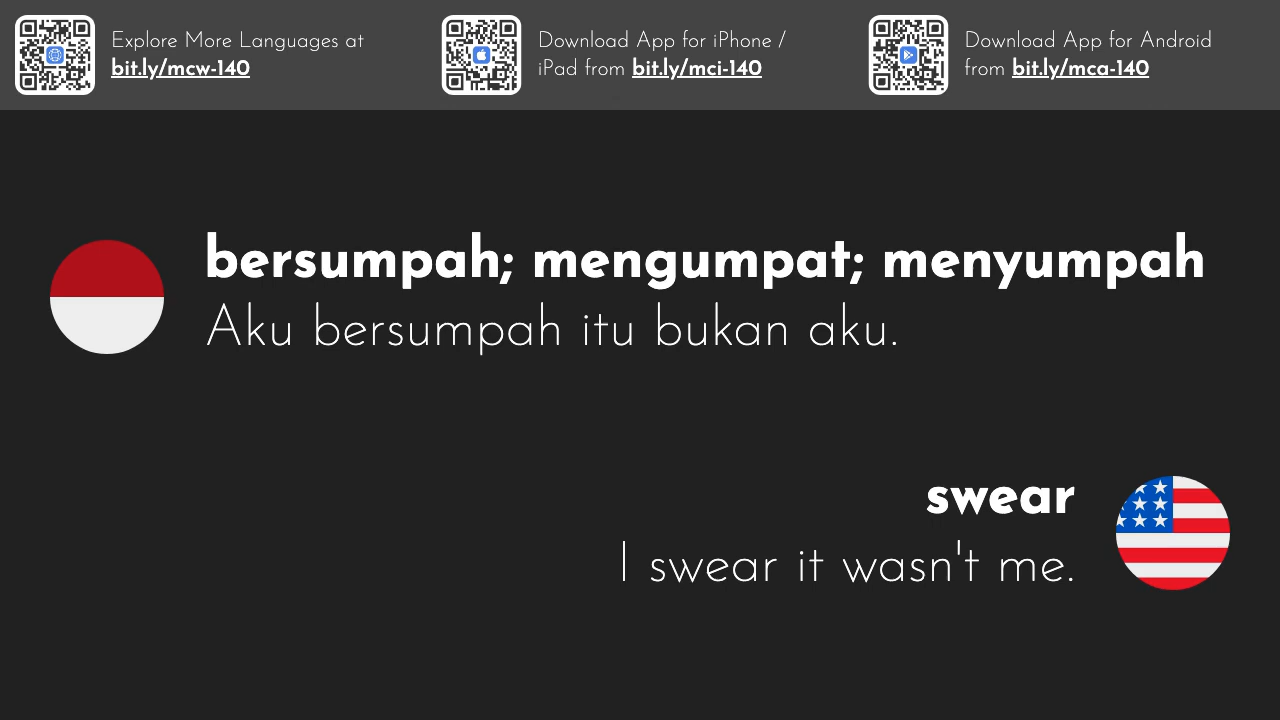 Explore More Languages at
bit.ly/mcw-140
Download App for iPhone /
iPad from bit.ly/mci-140
Download App for Android
from bit.ly/mca-140
bersumpah; mengumpat; menyumpah
Aku bersumpah itu bukan aku.
swear
I swear it wasn't me.